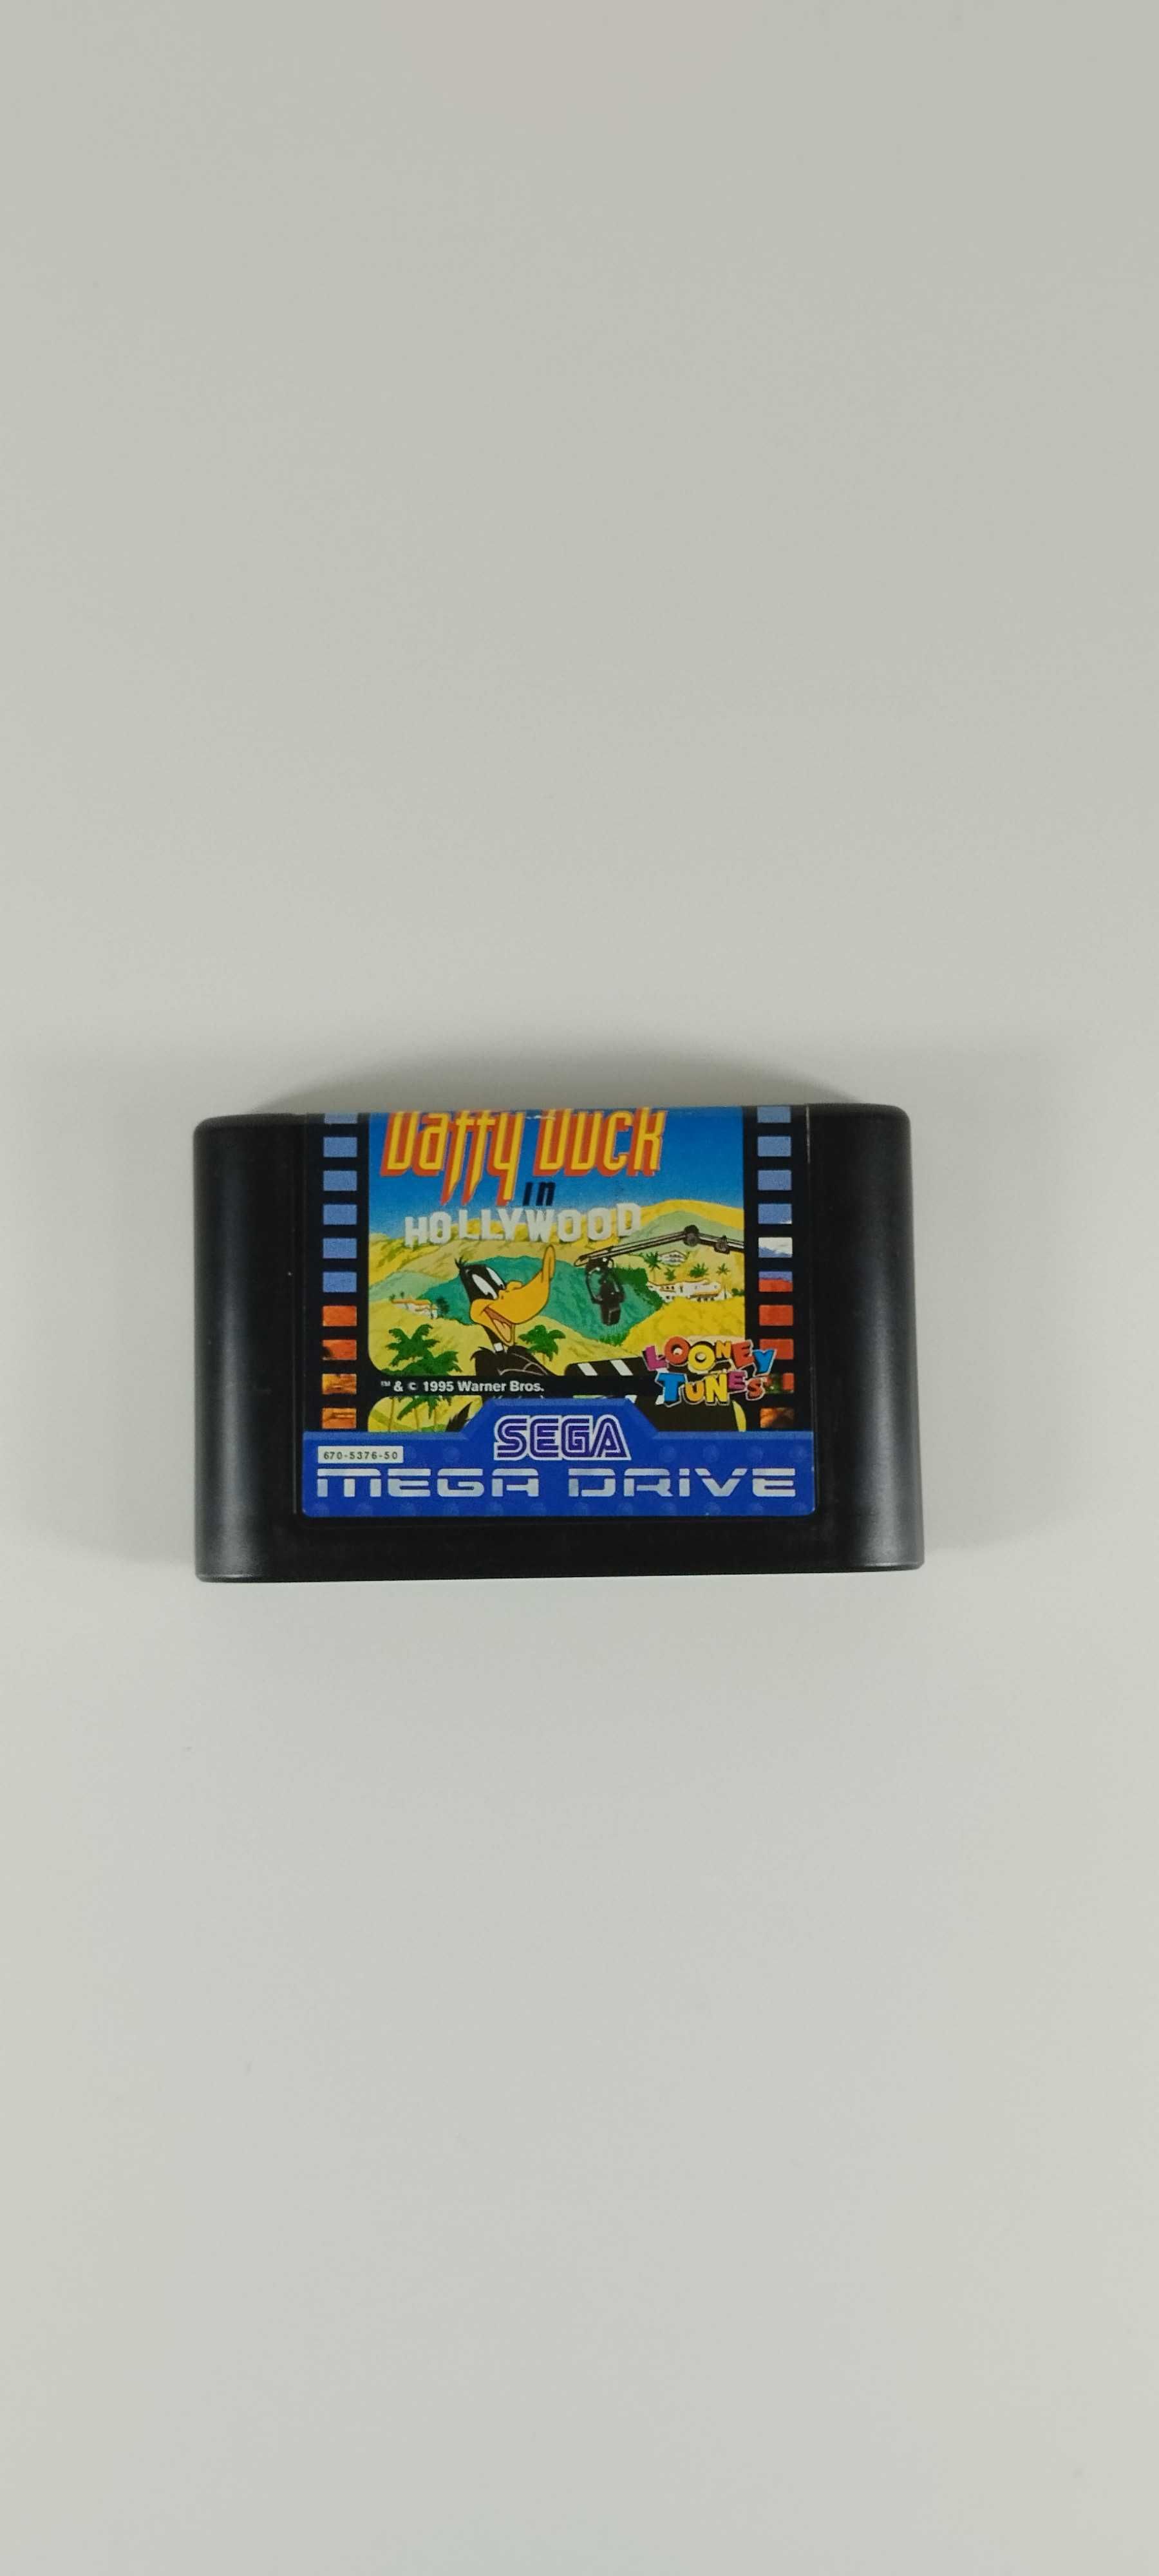 Daffy Duck
in
HOLLYWOOD
LOONEY
TUNES
™ & © 1995 Warner Bros.
SEGA
670-5376-50
MEGA DRIVE